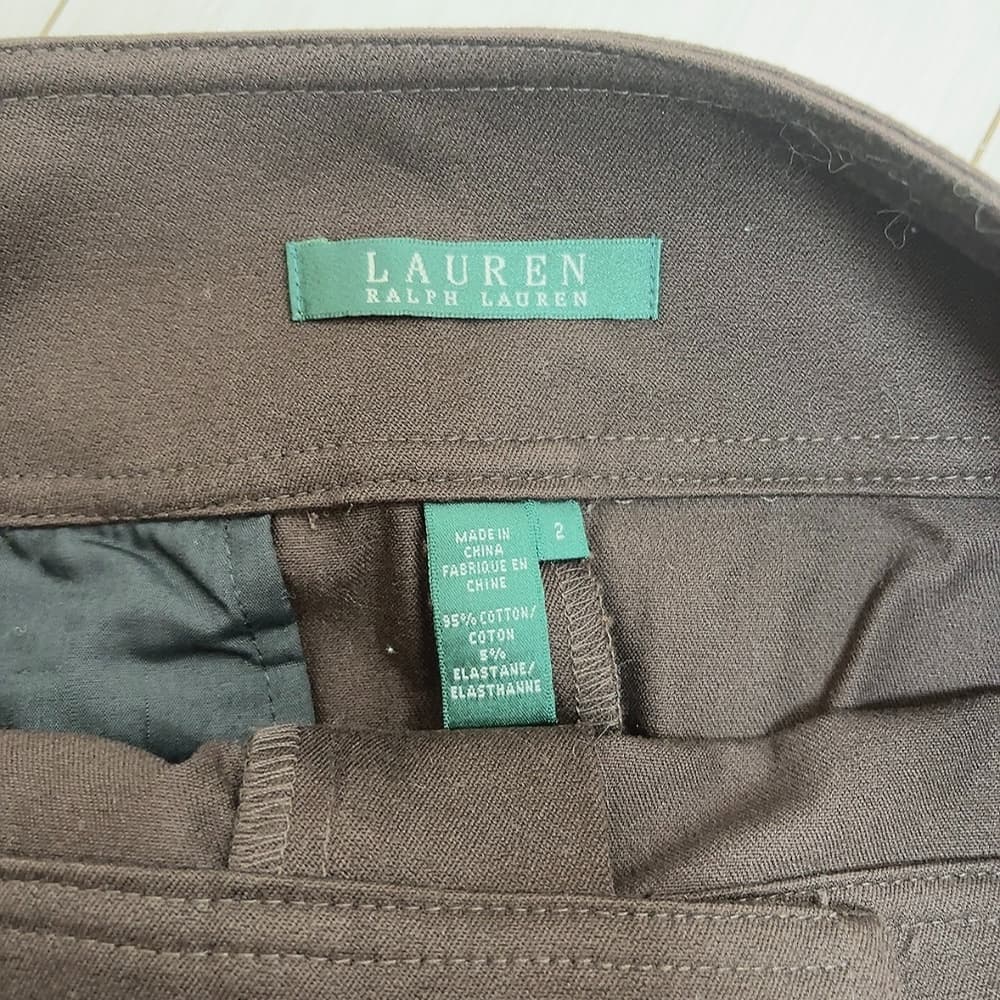 LAUREN
RALPH LAUREN
MADE IN
CHINA
FABRIQUE EN
CHINE
95% COTTON/
COTON
5%
ELASTANE/
ELASTHANNE
2